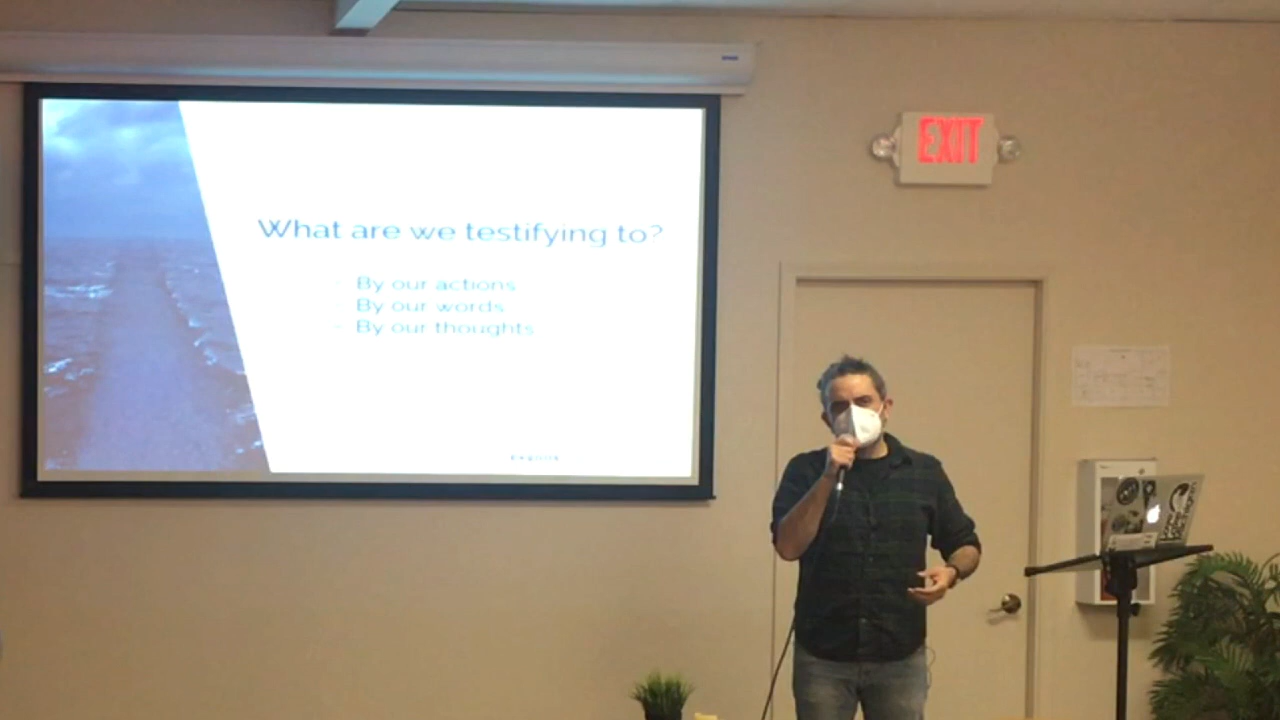 What are we testifying to?
By our actions
By our words
By our thoughts
EXIT